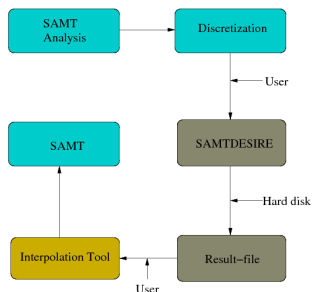 SAMT
Analysis
Discretization
User
SAMT
SAMTDESIRE
Hard disk
Interpolation Tool
Result−file
User